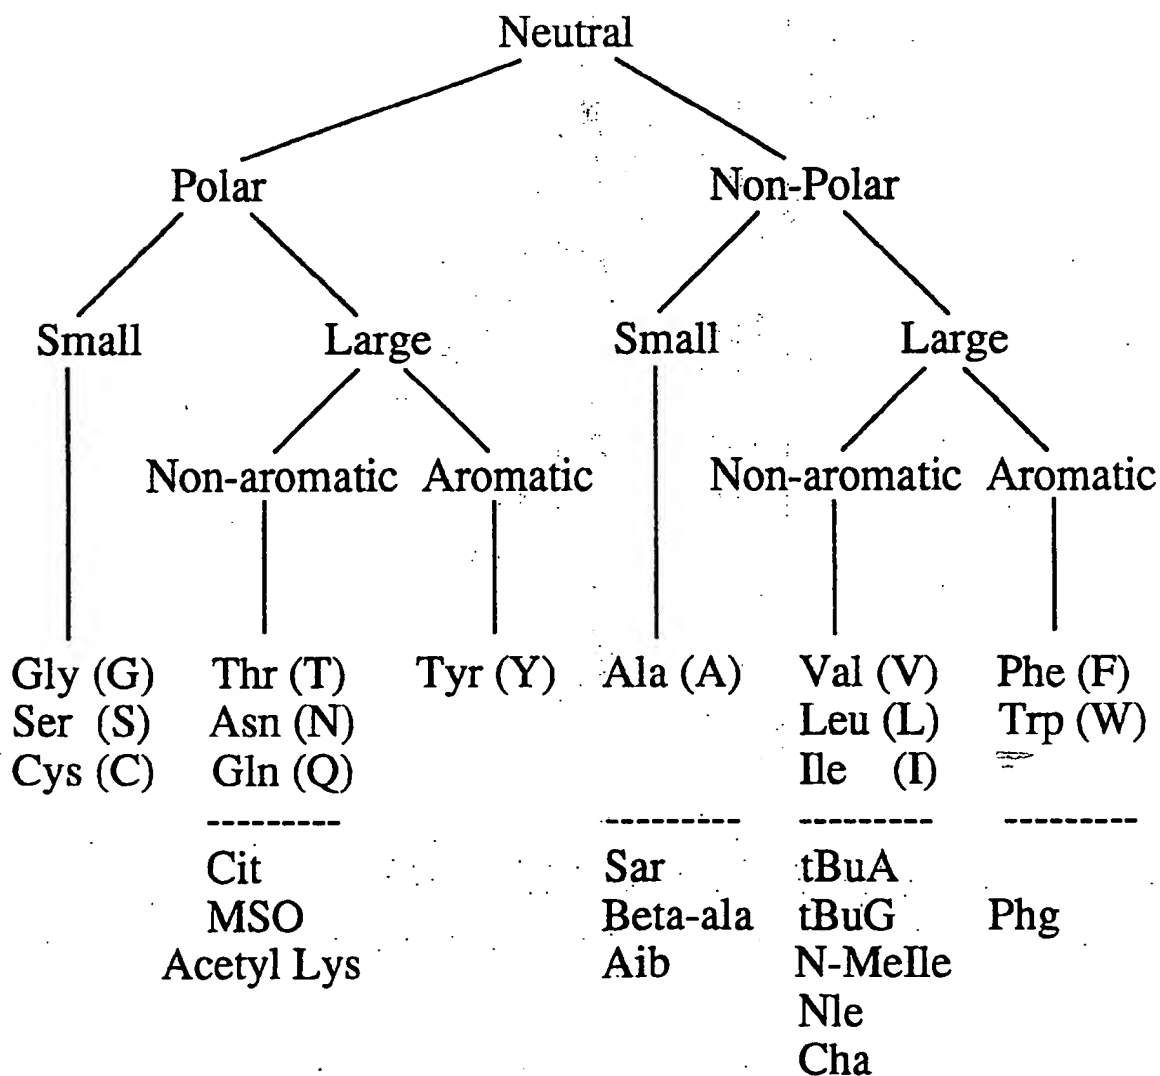 Neutral
Polar Non-Polar
Small Large Small Large
Non-aromatic Aromatic Non-aromatic Aromatic
Gly (G) Thr (T) Tyr (Y) Ala (A) Val (V) Phe (F)
Ser (S) Asn (N) Leu (L) Trp (W)
Cys (C) Gln (Q) Ile (I)
--------- --------- --------- ---------
Cit Sar tBuA
MSO Beta-ala tBuG Phg
Acetyl Lys Aib N-MeIle
Nle
Cha